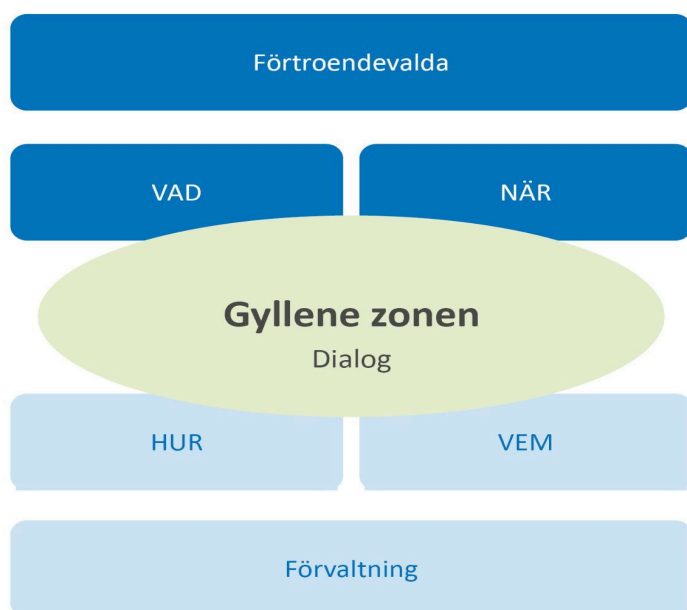 Förtroendevalda
VAD
NÄR
Gyllene zonen
Dialog
HUR
VEM
Förvaltning